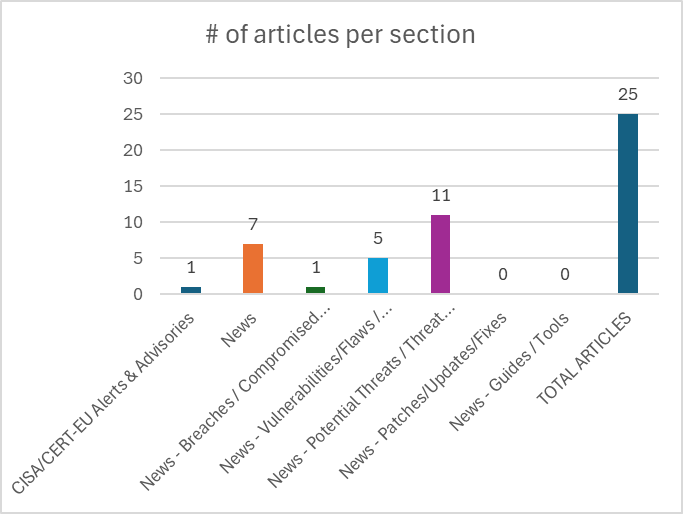 # of articles per section
30
25
20
15
10
5
0
1
7
1
5
11
0
0
25
CISA/CERT-EU Alerts & Advisories
News
News - Breaches / Compromised...
News - Vulnerabilities/Flaws /...
News - Potential Threats / Threat...
News - Patches/Updates/Fixes
News - Guides / Tools
TOTAL ARTICLES